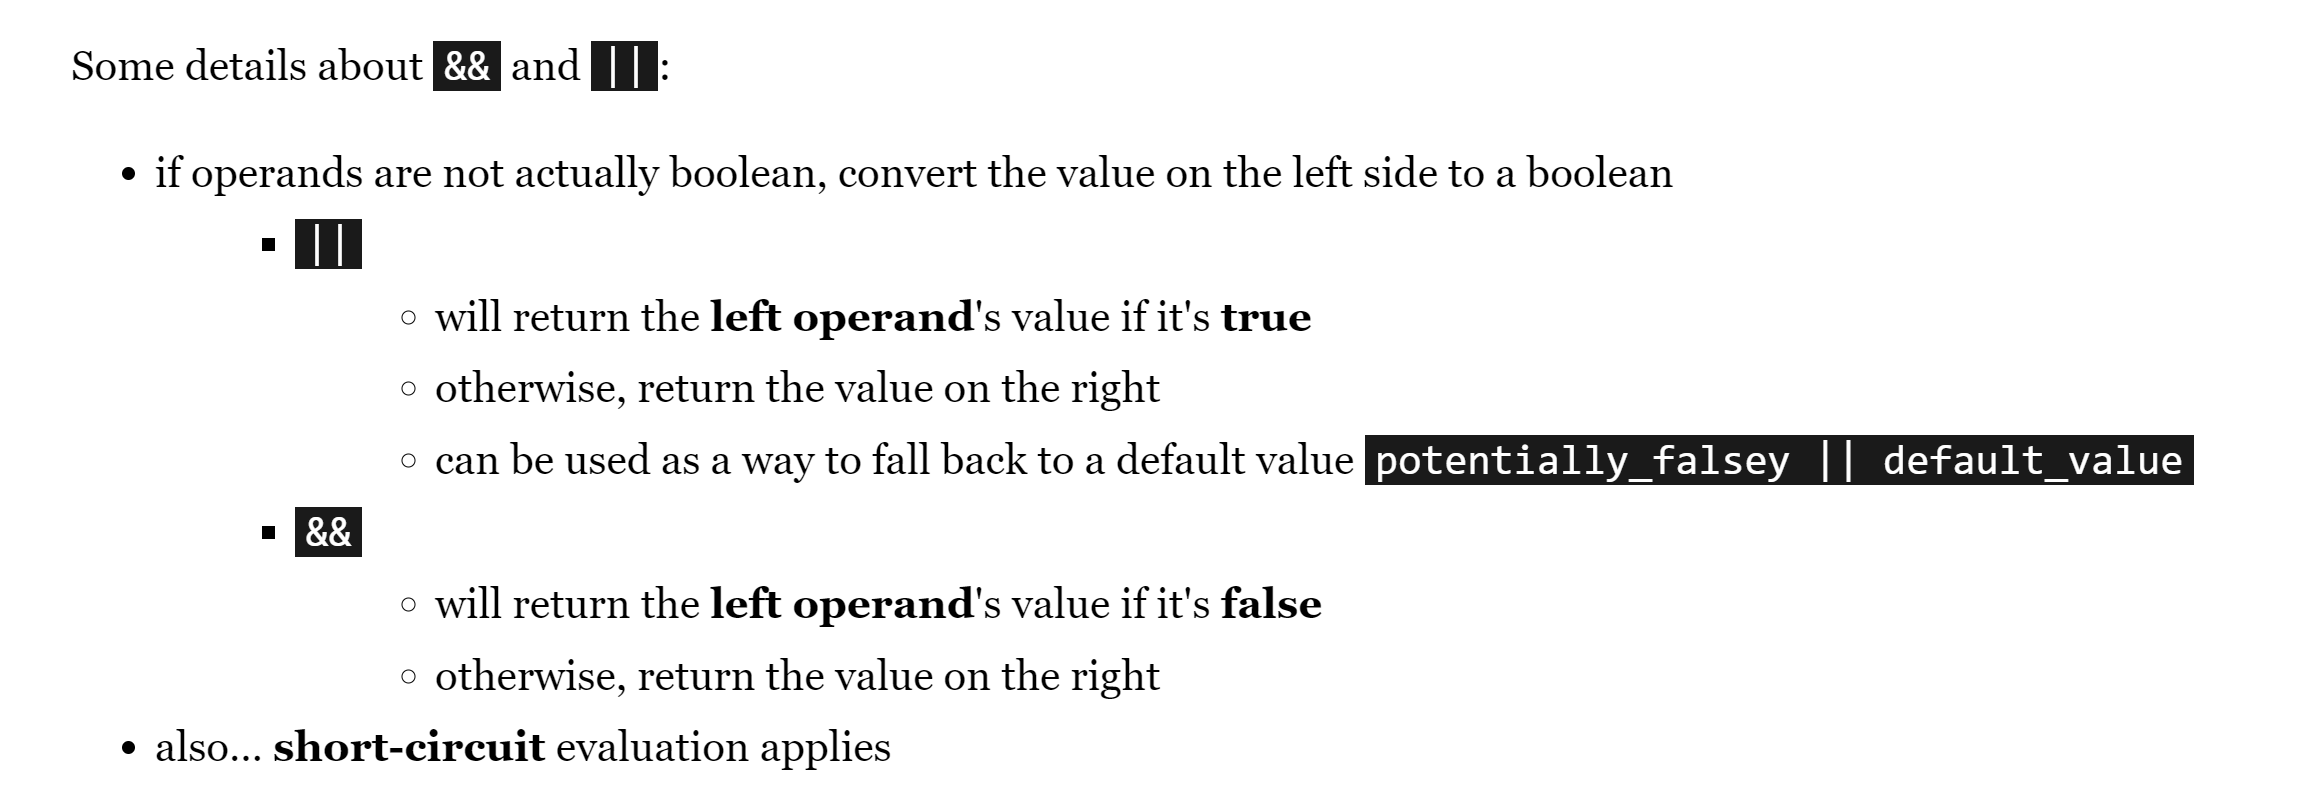 Some details about && and ||:
if operands are not actually boolean, convert the value on the left side to a boolean
||
will return the left operand's value if it's true
otherwise, return the value on the right
can be used as a way to fall back to a default value potentially_falsey || default_value
&&
will return the left operand's value if it's false
otherwise, return the value on the right
also... short-circuit evaluation applies